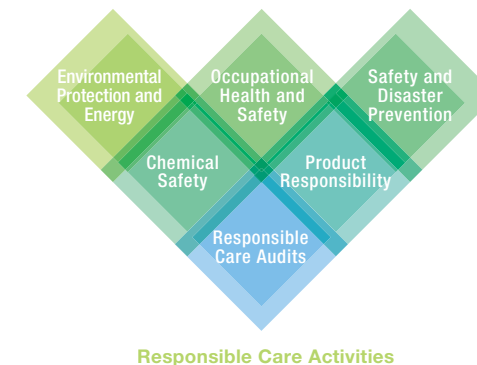 Environmental
Protection and
Energy
Occupational
Health and
Safety
Safety and
Disaster
Prevention
Chemical
Safety
Product
Responsibility
Responsible
Care Audits
Responsible Care Activities